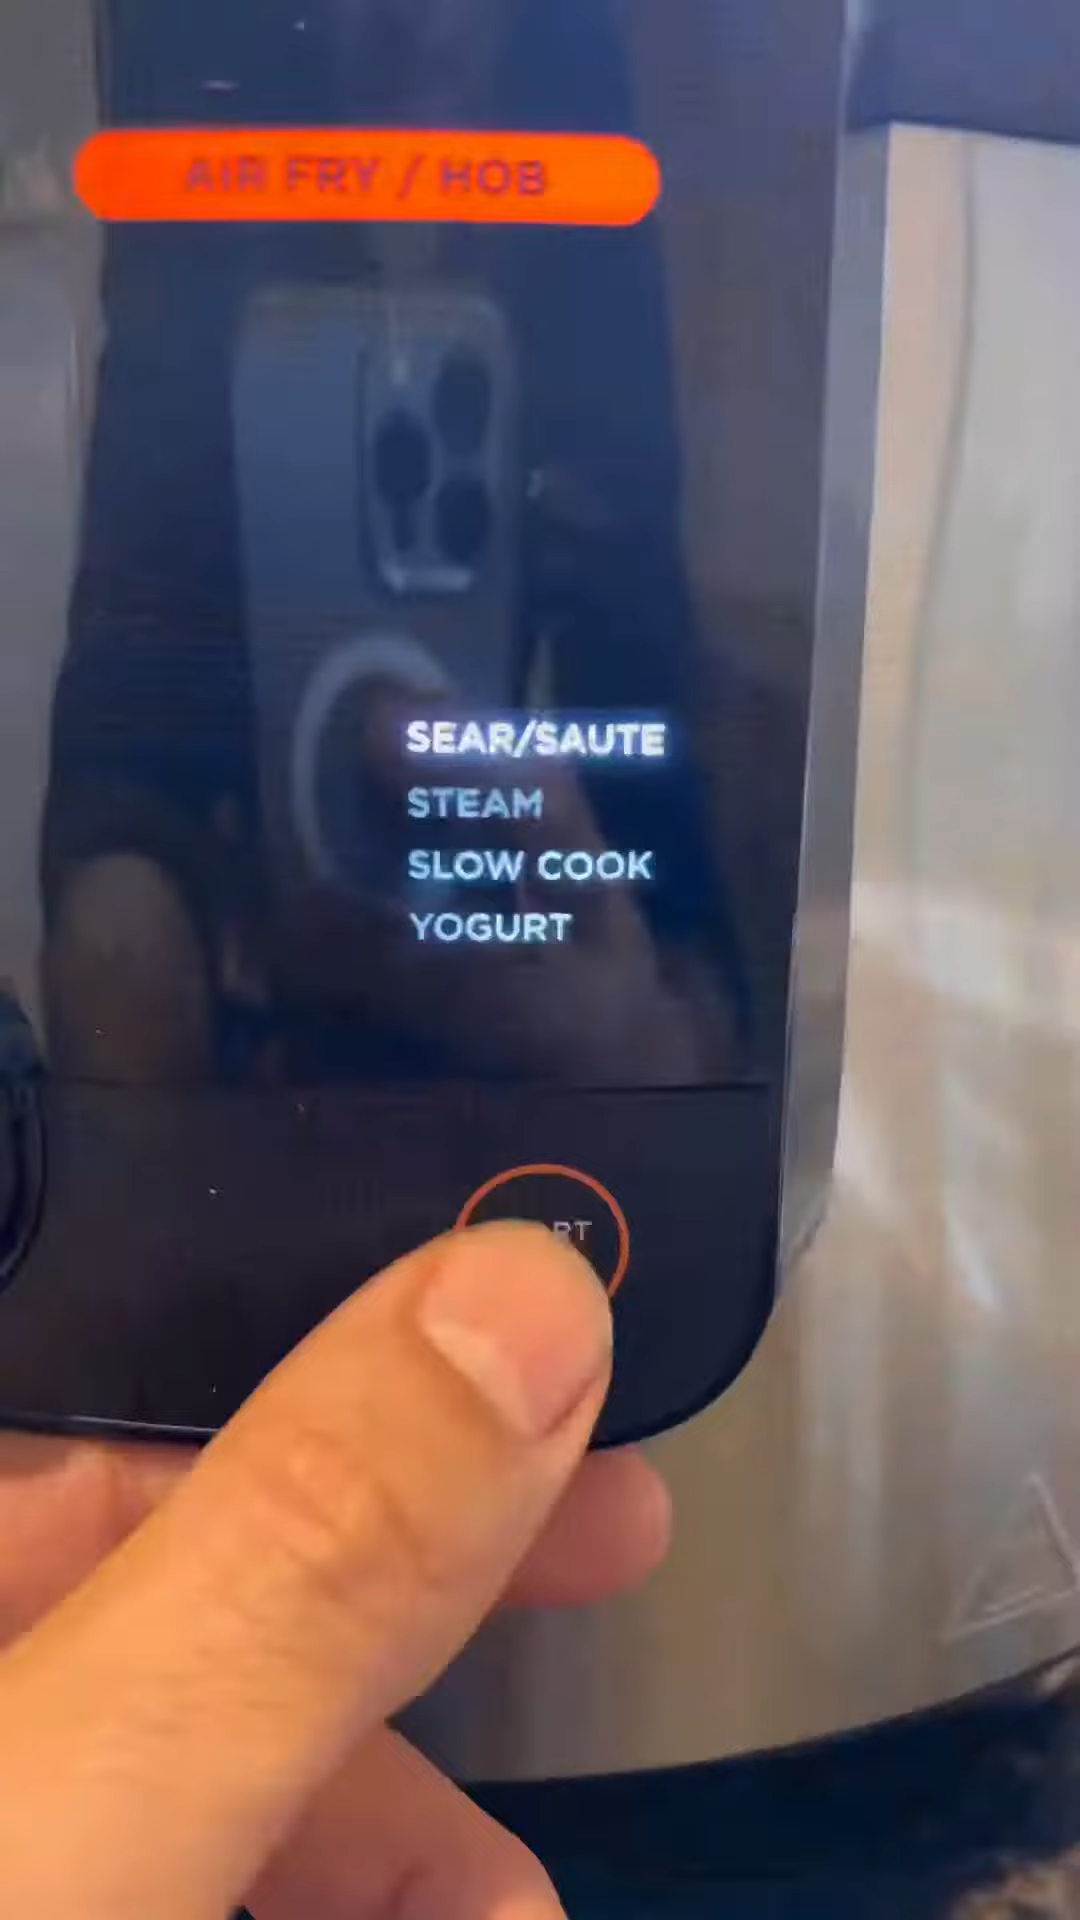 AIR FRY / HOB
SEAR/SAUTE
STEAM
SLOW COOK
YOGURT